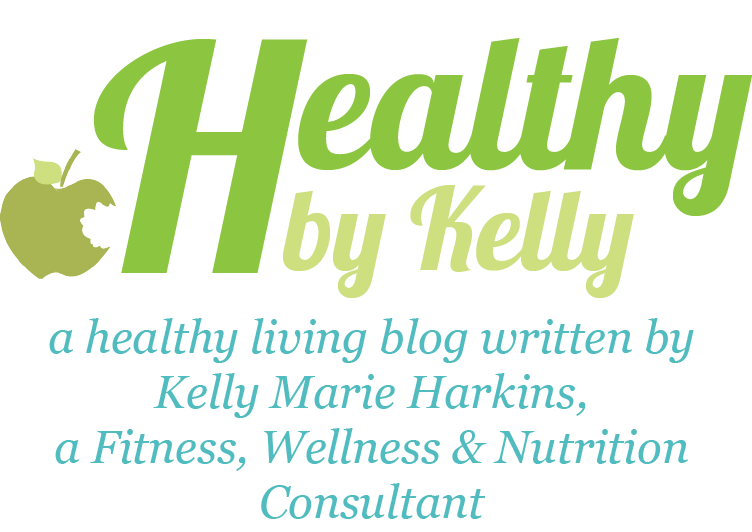 Healthy
by Kelly
a healthy living blog written by
Kelly Marie Harkins,
a Fitness, Wellness & Nutrition
Consultant